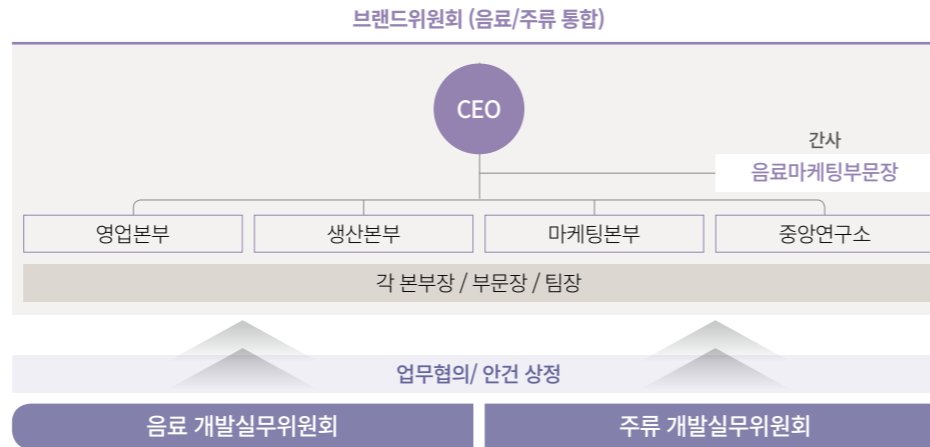 브랜드위원회 (음료/주류 통합)
CEO
간사
음료마케팅부문장
영업본부
생산본부
마케팅본부
중앙연구소
각 본부장 / 부문장 / 팀장
업무협의/ 안건 상정
음료 개발실무위원회
주류 개발실무위원회